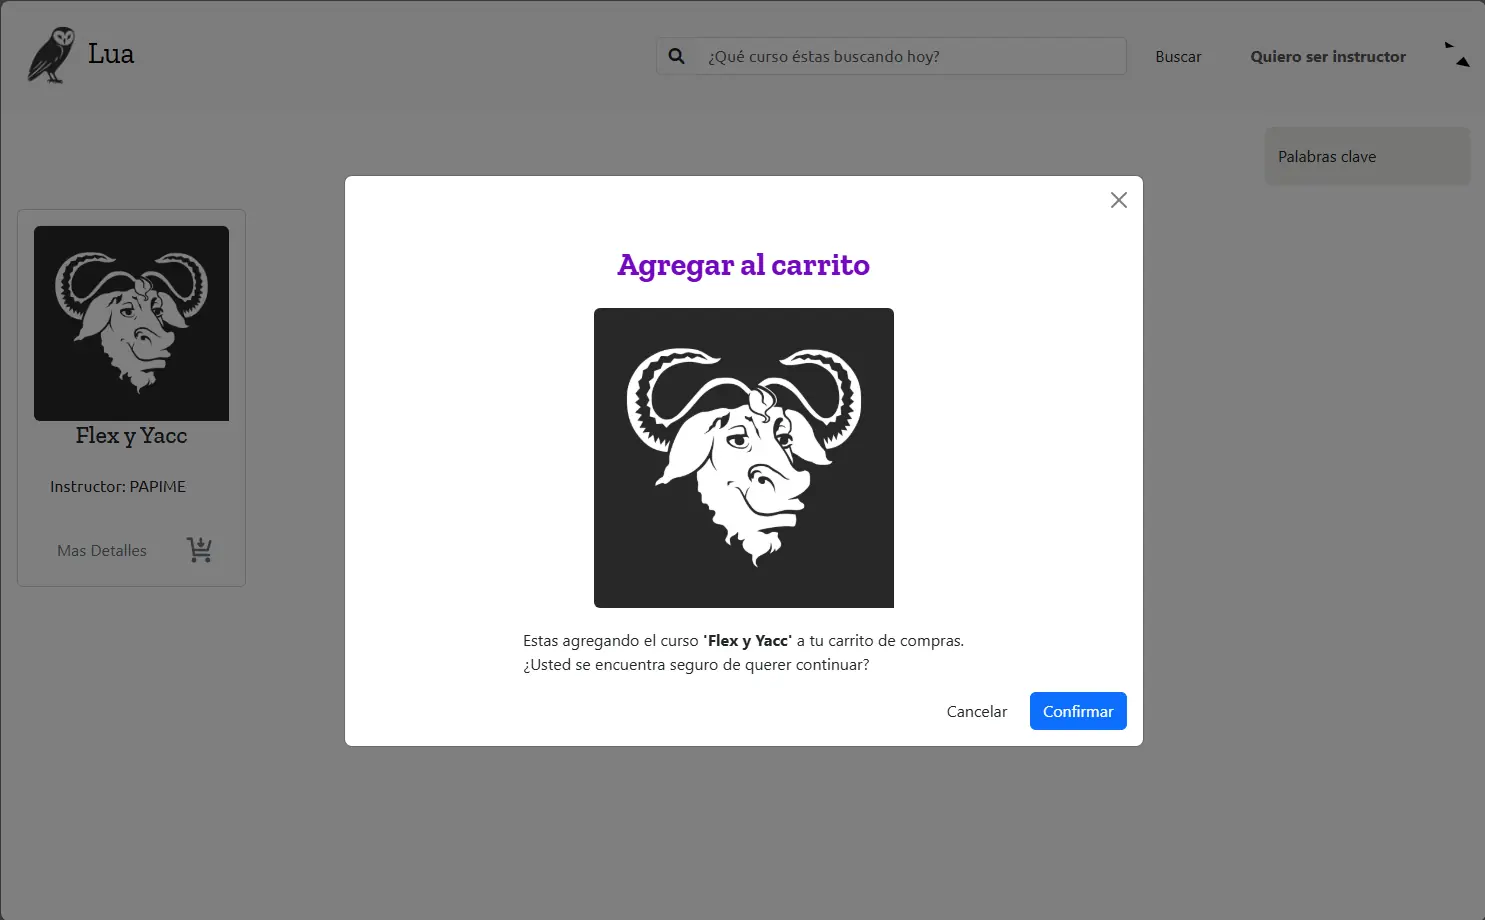 Lua
¿Qué curso éstas buscando hoy?
Buscar
Quiero ser instructor
Palabras clave
Flex y Yacc
Instructor: PAPIME
Mas Detalles
Agregar al carrito
Estas agregando el curso 'Flex y Yacc' a tu carrito de compras.
¿Usted se encuentra seguro de querer continuar?
Cancelar
Confirmar